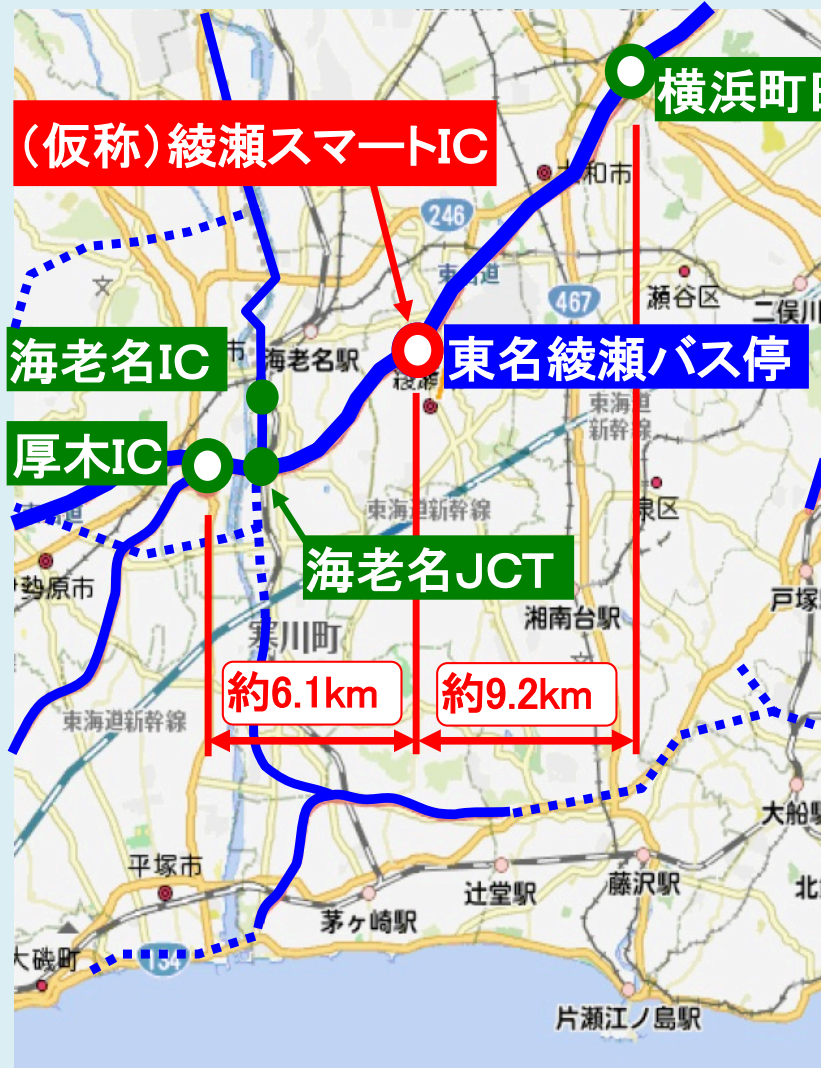 横浜町
(仮称)綾瀬スマートIC
大和市
246
467
瀬谷区
二俣川
海老名IC
海老名駅
東名綾瀬バス停
綾瀬
東海道
新幹線
厚木IC
東海道新幹線
泉区
伊勢原市
海老名JCT
湘南台駅
戸塚駅
寒川町
約6.1km
約9.2km
東海道新幹線
大船駅
平塚市
辻堂駅
藤沢駅
茅ヶ崎駅
北
大磯町
134
片瀬江ノ島駅